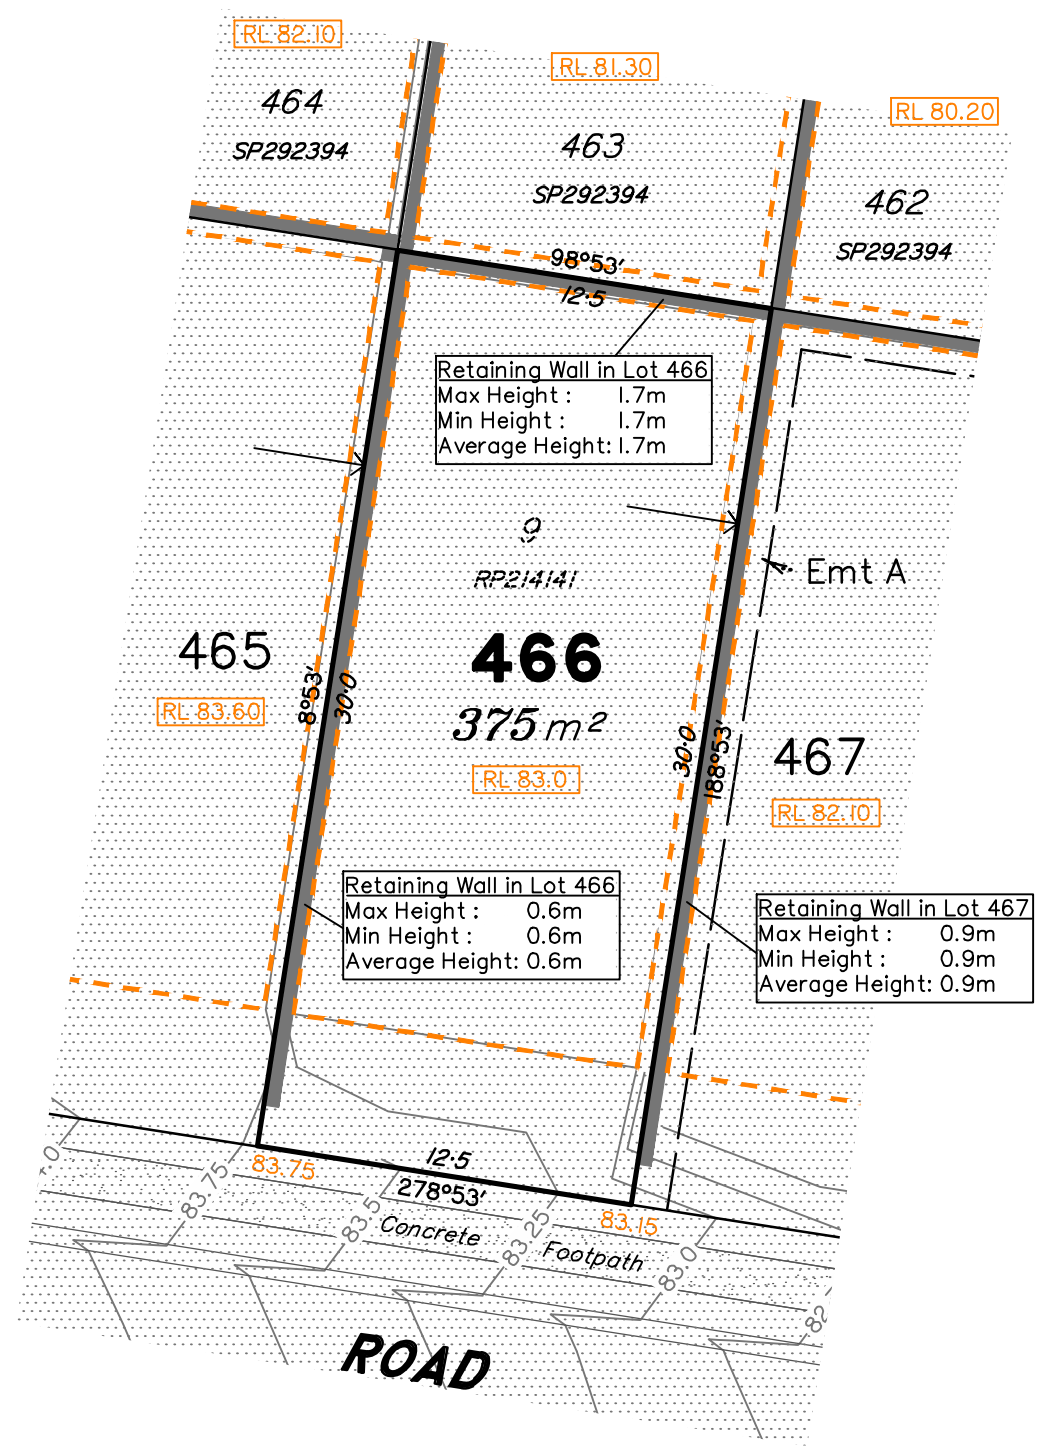 RL 82.10
464
SP292394
RL 81.30
463
SP292394
RL 80.20
462
SP292394
98°53'
12·5
Retaining Wall in Lot 466
Max Height : 1.7m
Min Height : 1.7m
Average Height: 1.7m
9
RP214141
Emt A
465
RL 83.60
466
375 m²
RL 83.0
467
RL 82.10
8°53'
30·0
30·0
188°53'
Retaining Wall in Lot 466
Max Height : 0.6m
Min Height : 0.6m
Average Height: 0.6m
Retaining Wall in Lot 467
Max Height : 0.9m
Min Height : 0.9m
Average Height: 0.9m
12·5
278°53'
83.75
83.15
83.75
83.5
83.25
83.0
82
Concrete Footpath
ROAD